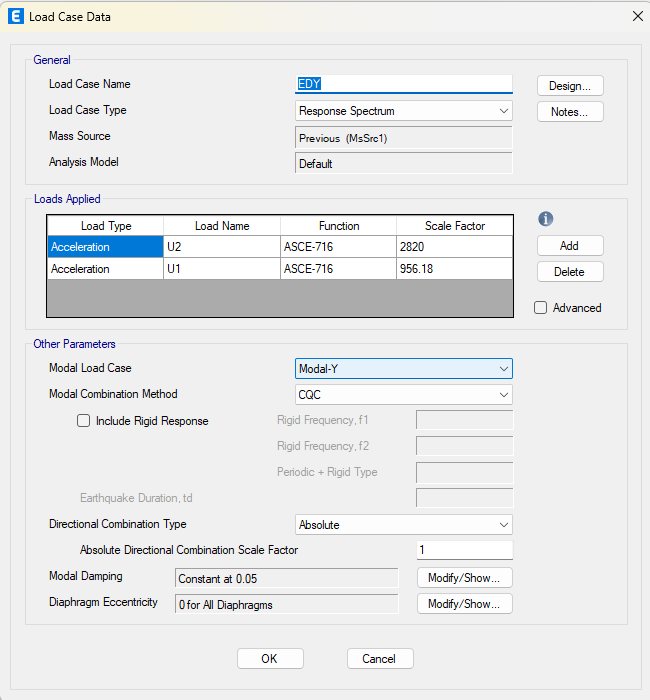 E Load Case Data
General
Load Case Name EDY Design...
Load Case Type Response Spectrum Notes...
Mass Source Previous (MsSrc1)
Analysis Model Default
Loads Applied
Load Type Load Name Function Scale Factor
Acceleration U2 ASCE-716 2820 Add
Acceleration U1 ASCE-716 956.18 Delete
Advanced
Other Parameters
Modal Load Case Modal-Y
Modal Combination Method CQC
Include Rigid Response Rigid Frequency, f1
Rigid Frequency, f2
Periodic + Rigid Type
Earthquake Duration, td
Directional Combination Type Absolute
Absolute Directional Combination Scale Factor 1
Modal Damping Constant at 0.05 Modify/Show...
Diaphragm Eccentricity 0 for All Diaphragms Modify/Show...
OK Cancel